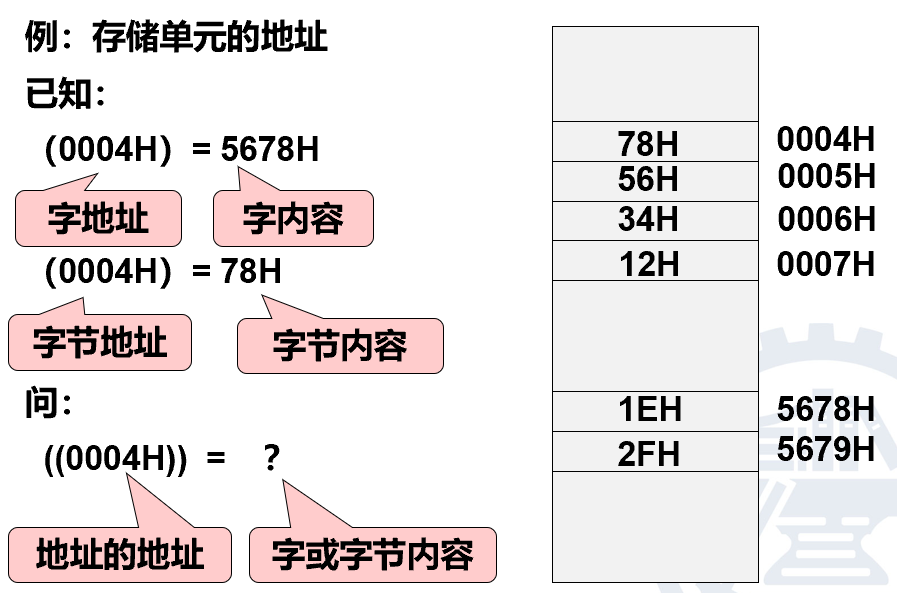 例：存储单元的地址
已知：
（0004H）= 5678H
字地址
字内容
（0004H）= 78H
字节地址
字节内容
问：
((0004H)) = ？
地址的地址
字或字节内容
78H 0004H
56H 0005H
34H 0006H
12H 0007H
1EH 5678H
2FH 5679H